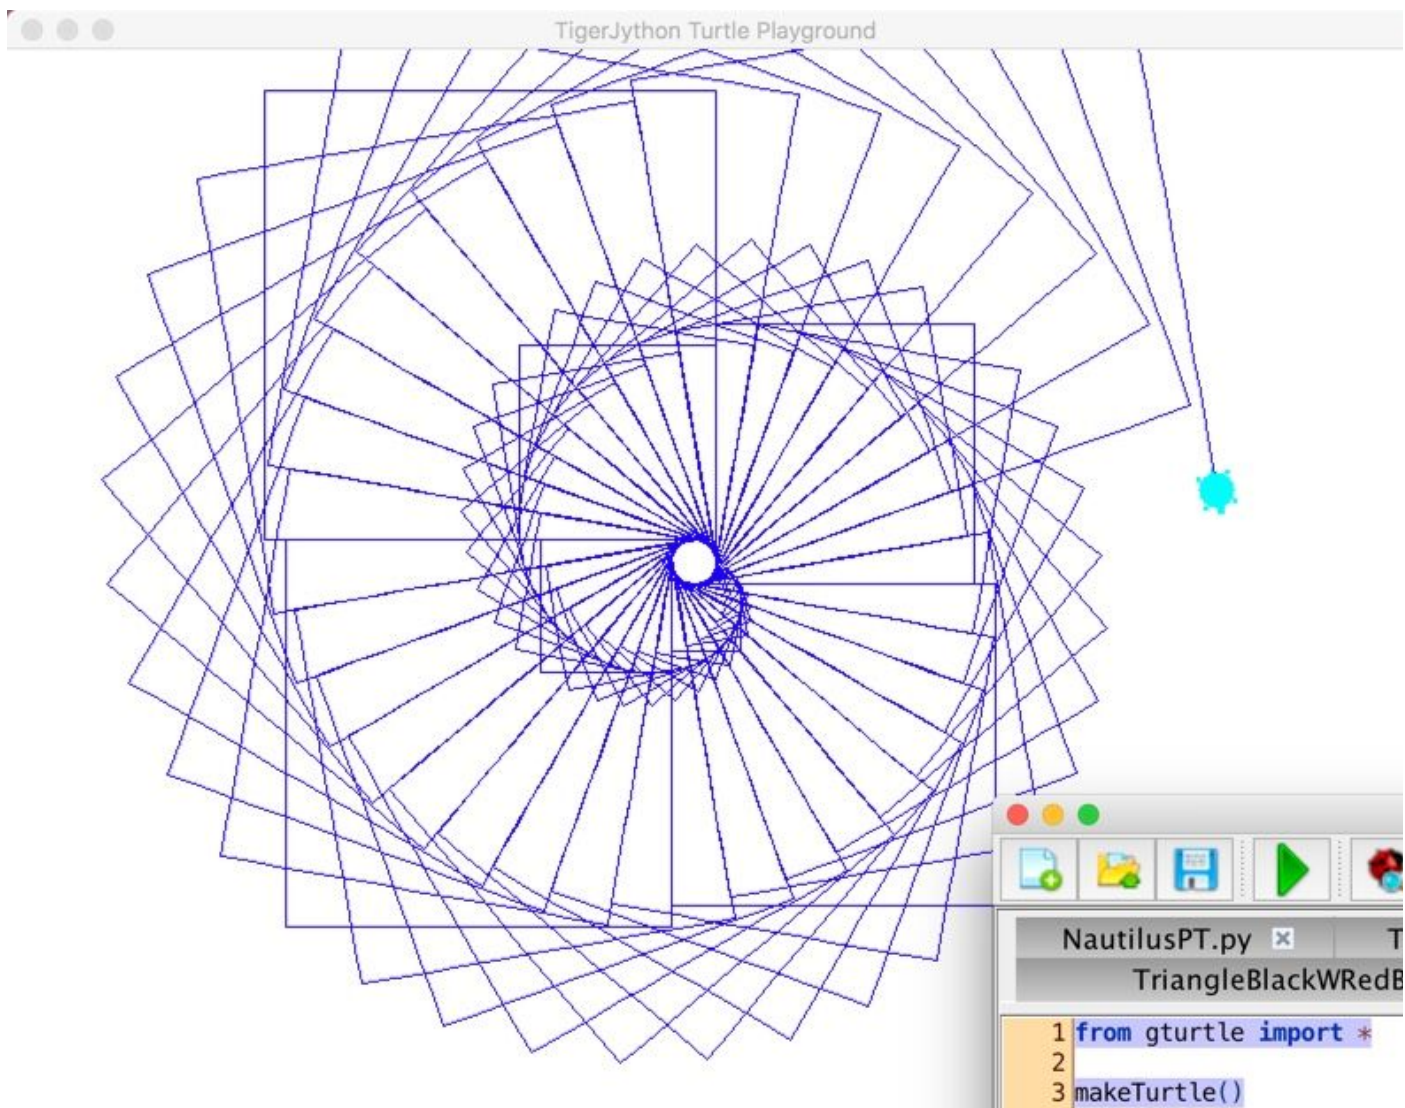 TigerJython Turtle Playground
NautilusPT.py
T
TriangleBlackWRedB
1 from gturtle import *
2
3 makeTurtle()